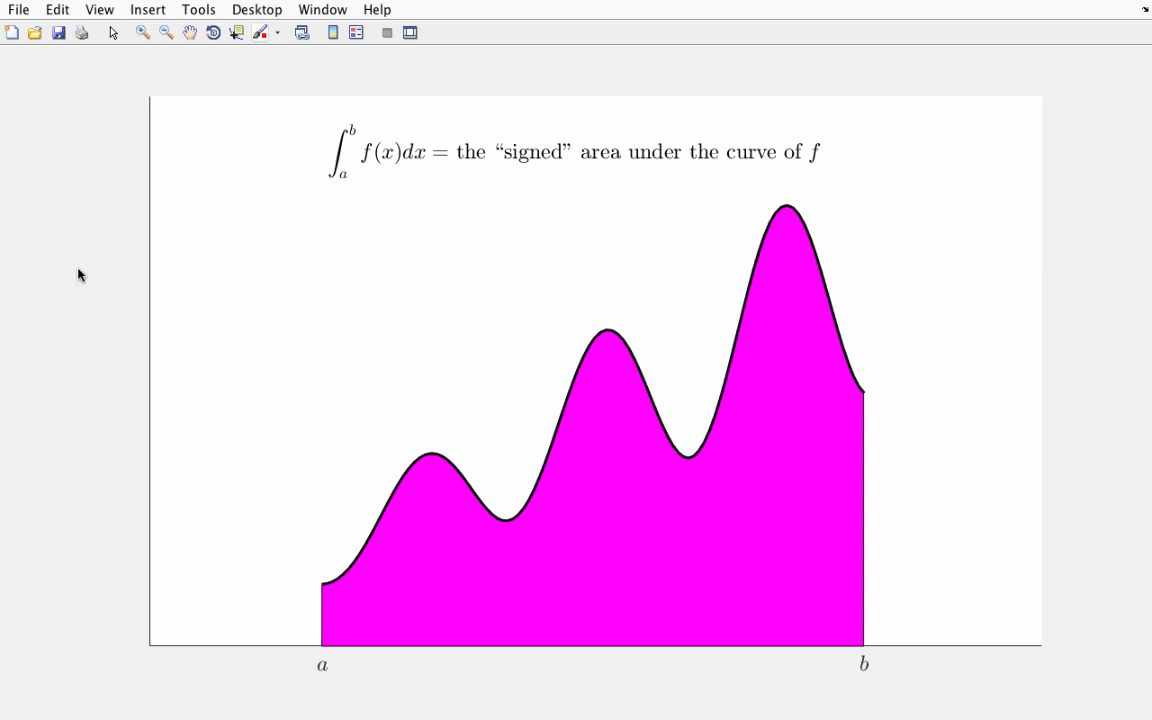 File Edit View Insert Tools Desktop Window Help
∫_a^b f(x)dx = the “signed” area under the curve of f
a b